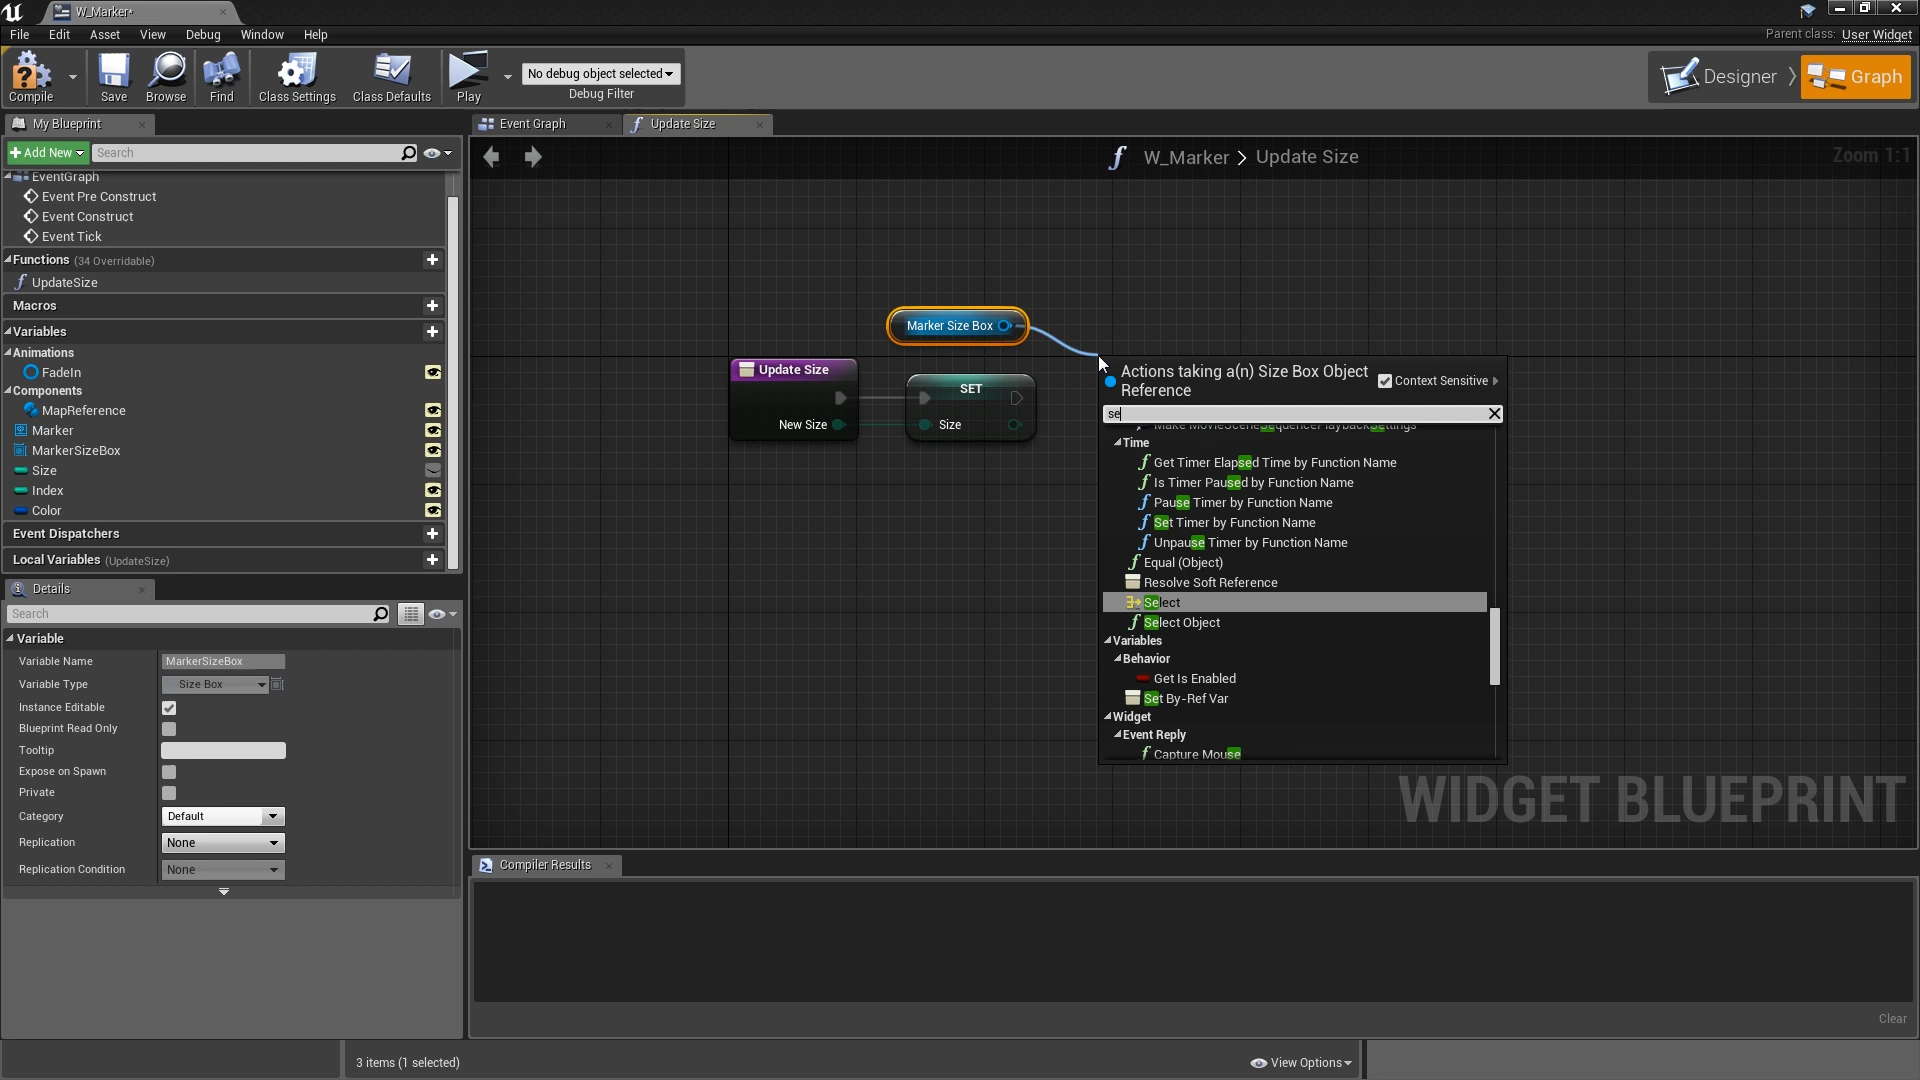 W_Marker*
File Edit Asset View Debug Window Help
Parent class: User Widget
Compile Save Browse Find Class Settings Class Defaults Play
No debug object selected
Debug Filter
Designer Graph
My Blueprint
Event Graph Update Size
Add New Search
W_Marker > Update Size
Zoom 1:1
EventGraph
Event Pre Construct
Event Construct
Event Tick
Functions (34 Overridable)
UpdateSize
Macros
Variables
Animations
FadeIn
Components
MapReference
Marker
MarkerSizeBox
Size
Index
Color
Event Dispatchers
Local Variables (UpdateSize)
Marker Size Box
Update Size
New Size
SET
Size
Actions taking a(n) Size Box Object
Reference
Context Sensitive
se
Make MovieSceneSequencePlaybackSettings
Time
Get Timer Elapsed Time by Function Name
Is Timer Paused by Function Name
Pause Timer by Function Name
Set Timer by Function Name
Unpause Timer by Function Name
Equal (Object)
Resolve Soft Reference
Select
Select Object
Variables
Behavior
Get Is Enabled
Set By-Ref Var
Widget
Event Reply
Capture Mouse
WIDGET BLUEPRINT
Details
Search
Variable
Variable Name MarkerSizeBox
Variable Type Size Box
Instance Editable
Blueprint Read Only
Tooltip
Expose on Spawn
Private
Category Default
Replication None
Replication Condition None
Compiler Results
Clear
3 items (1 selected)
View Options